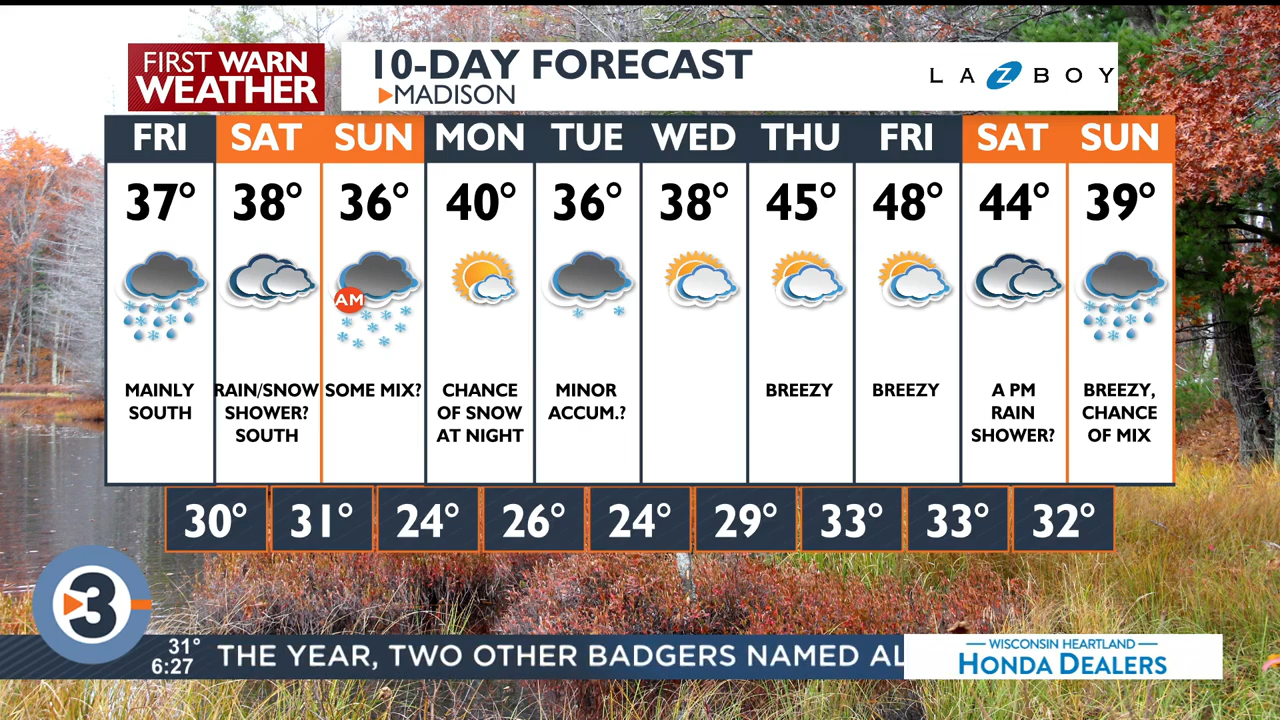 FIRST WARN
WEATHER
10-DAY FORECAST
MADISON
LA Z BOY
FRI SAT SUN MON TUE WED THU FRI SAT SUN
37° 38° 36° 40° 36° 38° 45° 48° 44° 39°
AM
MAINLY
SOUTH
RAIN/SNOW
SHOWER?
SOUTH
SOME MIX?
CHANCE
OF SNOW
AT NIGHT
MINOR
ACCUM.?
BREEZY
BREEZY
A PM
RAIN
SHOWER?
BREEZY,
CHANCE
OF MIX
30° 31° 24° 26° 24° 29° 33° 33° 32°
3
31°
6:27
THE YEAR, TWO OTHER BADGERS NAMED AL
WISCONSIN HEARTLAND
HONDA DEALERS